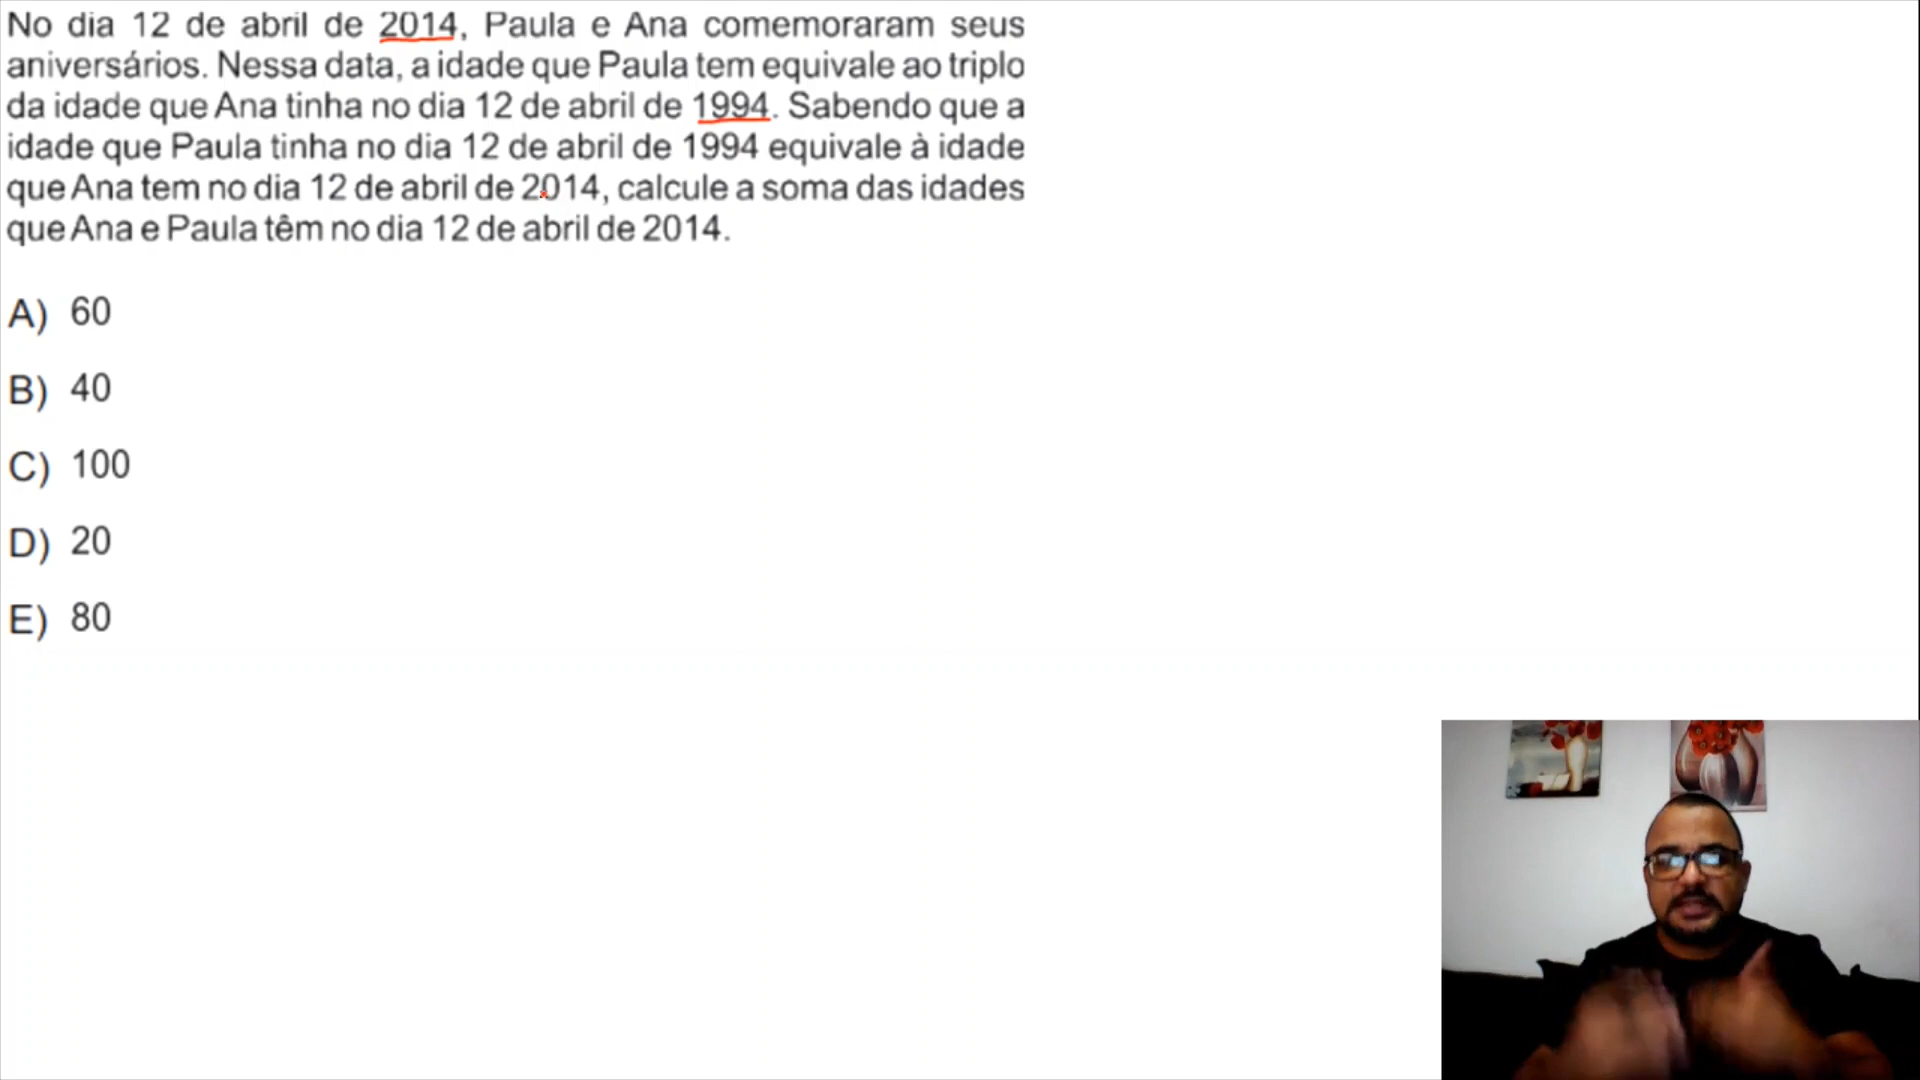 No dia 12 de abril de 2014, Paula e Ana comemoraram seus
aniversários. Nessa data, a idade que Paula tem equivale ao triplo
da idade que Ana tinha no dia 12 de abril de 1994. Sabendo que a
idade que Paula tinha no dia 12 de abril de 1994 equivale à idade
que Ana tem no dia 12 de abril de 2014, calcule a soma das idades
que Ana e Paula têm no dia 12 de abril de 2014.
A) 60
B) 40
C) 100
D) 20
E) 80